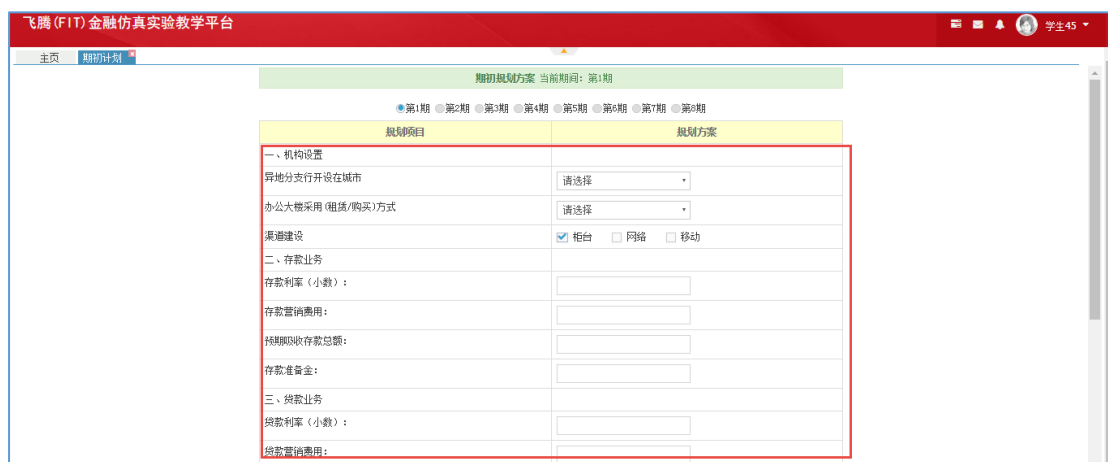 飞腾(FIT)金融仿真实验教学平台 学生45
主页 期初计划
期初规划方案 当前期间：第1期
第1期 第2期 第3期 第4期 第5期 第6期 第7期 第8期
规划项目 规划方案
一、机构设置
异地分支行开设在城市 请选择
办公大楼采用(租赁/购买)方式 请选择
渠道建设 柜台 网络 移动
二、存款业务
存款利率（小数）：
存款营销费用：
预期吸收存款总额：
存款准备金：
三、贷款业务
贷款利率（小数）：
贷款营销费用：